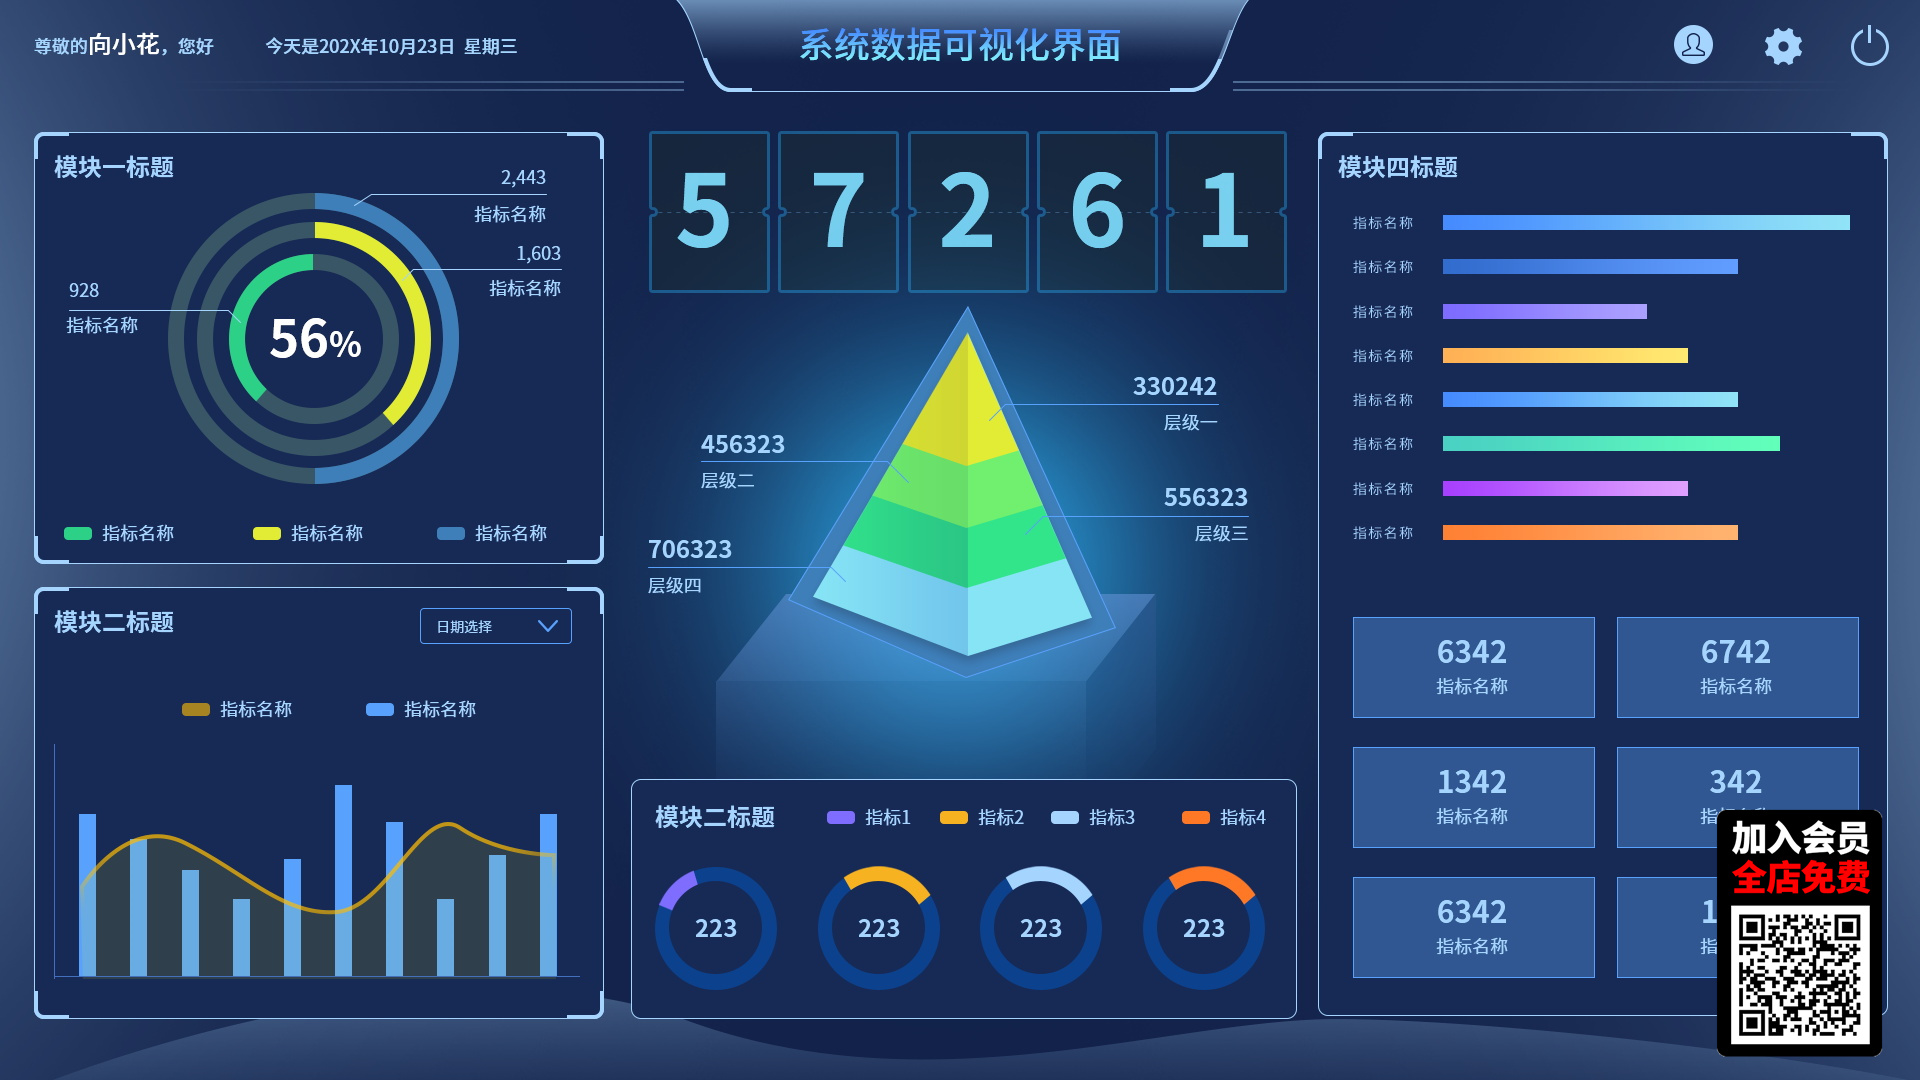 尊敬的向小花，您好
今天是202X年10月23日 星期三
系统数据可视化界面
模块一标题
2,443
指标名称
1,603
指标名称
928
指标名称
56%
指标名称
指标名称
指标名称
模块二标题
日期选择
指标名称
指标名称
5 7 2 6 1
330242
层级一
456323
层级二
556323
层级三
706323
层级四
模块二标题
指标1
指标2
指标3
指标4
223
223
223
223
模块四标题
指标名称
指标名称
指标名称
指标名称
指标名称
指标名称
指标名称
指标名称
6342
指标名称
6742
指标名称
1342
指标名称
342
6342
指标名称
1
指
加入会员
全店免费